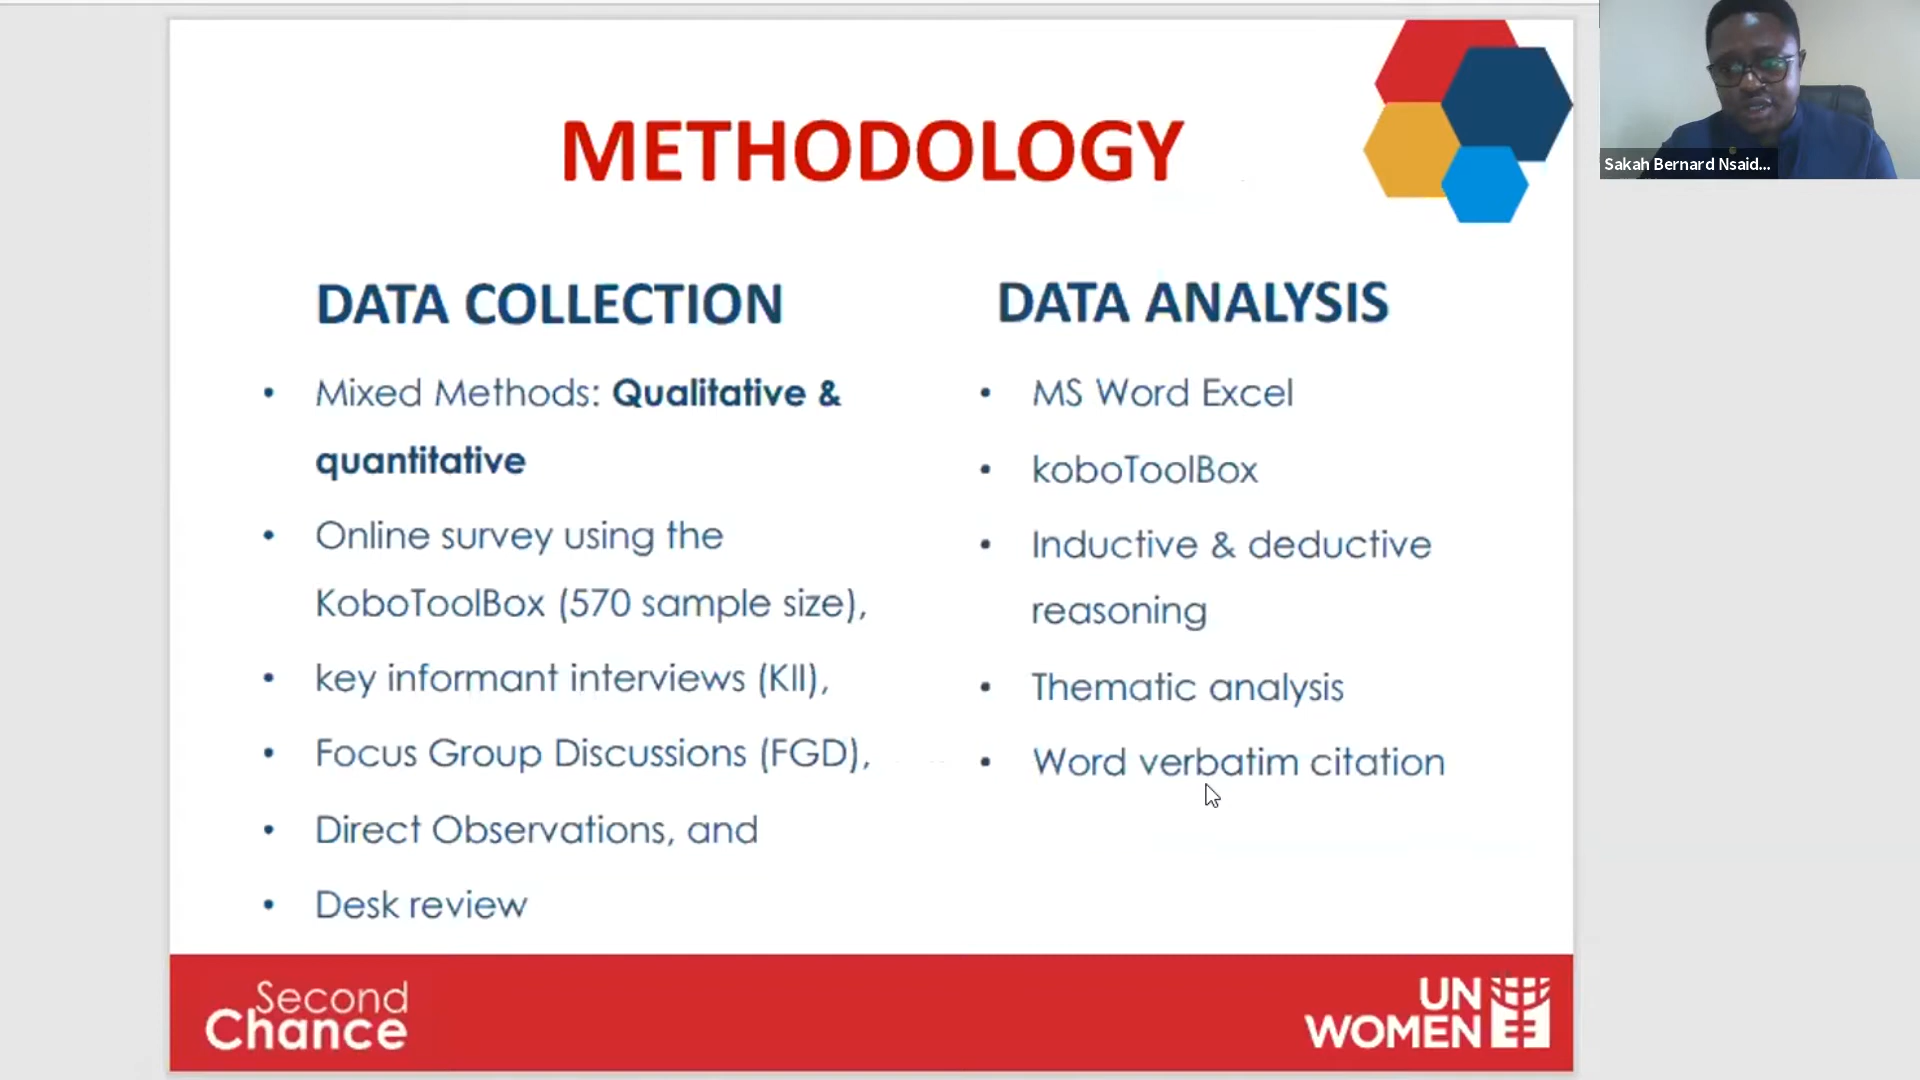 METHODOLOGY
DATA COLLECTION
• Mixed Methods: Qualitative &
quantitative
• Online survey using the
KoboToolBox (570 sample size),
• key informant interviews (KII),
• Focus Group Discussions (FGD),
• Direct Observations, and
• Desk review
DATA ANALYSIS
• MS Word Excel
• koboToolBox
• Inductive & deductive
reasoning
• Thematic analysis
• Word verbatim citation
Second
Chance
UN
WOMEN
Sakah Bernard Nsaid...